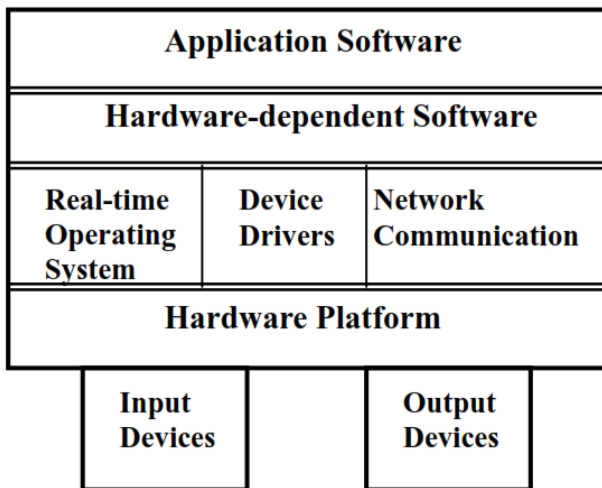 Application Software
Hardware-dependent Software
Real-time
Operating
System
Device
Drivers
Network
Communication
Hardware Platform
Input
Devices
Output
Devices